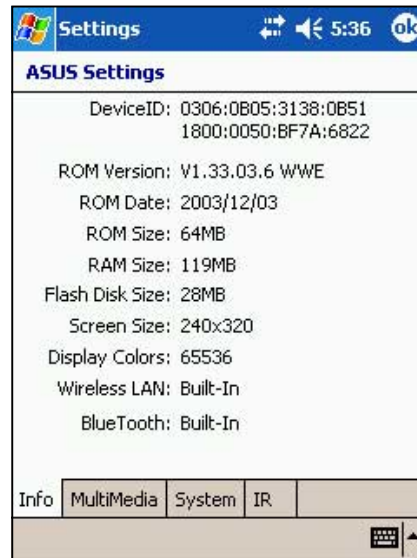 Settings 5:36 ok
ASUS Settings
DeviceID: 0306:0B05:3138:0B51
1800:0050:BF7A:6822
ROM Version: V1.33.03.6 WWE
ROM Date: 2003/12/03
ROM Size: 64MB
RAM Size: 119MB
Flash Disk Size: 28MB
Screen Size: 240x320
Display Colors: 65536
Wireless LAN: Built-In
BlueTooth: Built-In
Info MultiMedia System IR